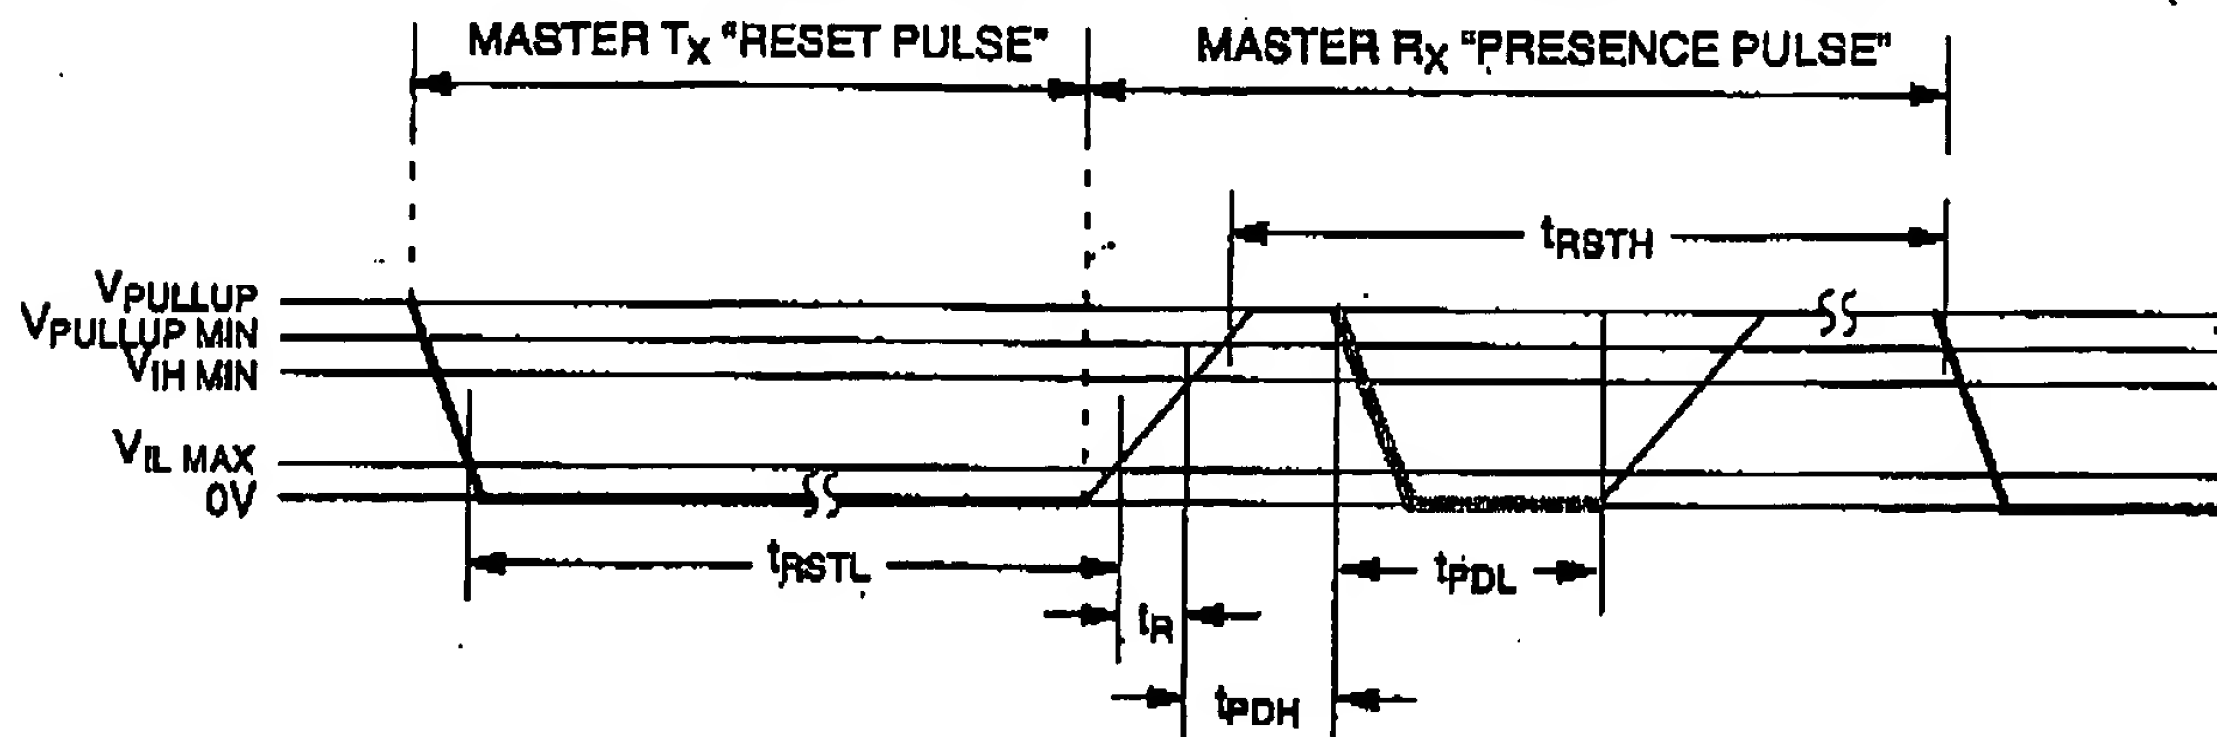 MASTER TX "RESET PULSE"
MASTER RX "PRESENCE PULSE"
tRSTH
VPULLUP
VPULLUP MIN
VIH MIN
VIL MAX
0V
tRSTL
tPDL
tR
tPDH